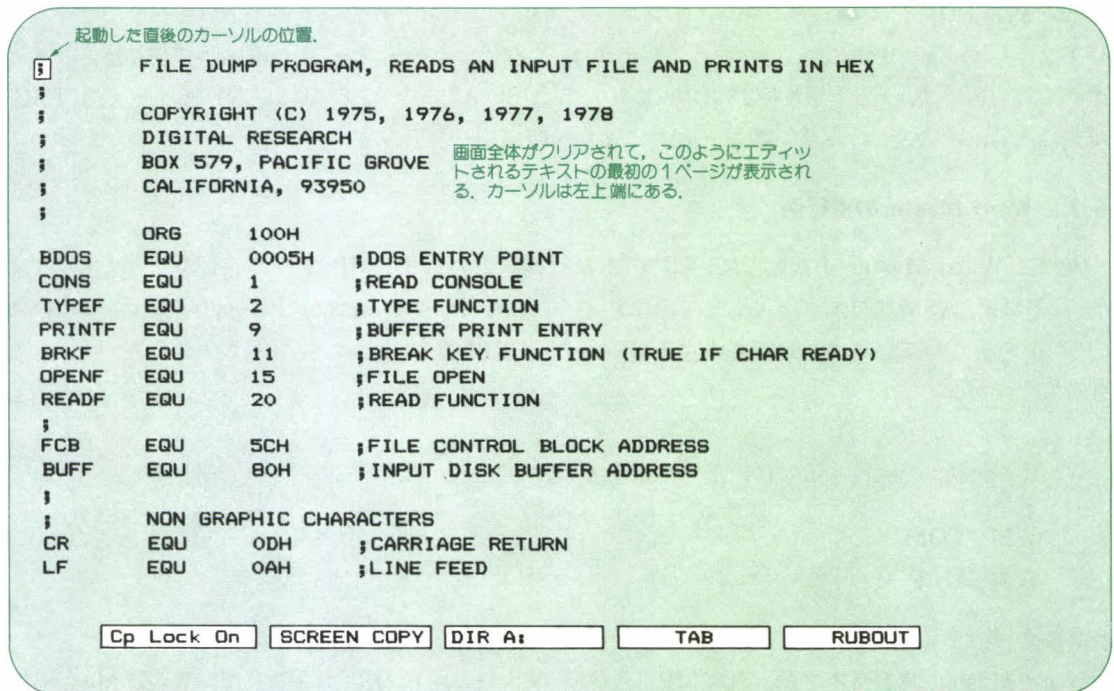 起動した直後のカーソルの位置.
;       FILE DUMP PROGRAM, READS AN INPUT FILE AND PRINTS IN HEX
;
;       COPYRIGHT (C) 1975, 1976, 1977, 1978
;       DIGITAL RESEARCH
;       BOX 579, PACIFIC GROVE
;       CALIFORNIA, 93950
;
画面全体がクリアされて,このようにエディッ
トされるテキストの最初の1ページが表示され
る.カーソルは左上端にある.
        ORG     100H
BDOS    EQU     0005H   ;DOS ENTRY POINT
CONS    EQU     1       ;READ CONSOLE
TYPEF   EQU     2       ;TYPE FUNCTION
PRINTF  EQU     9       ;BUFFER PRINT ENTRY
BRKF    EQU     11      ;BREAK KEY FUNCTION (TRUE IF CHAR READY)
OPENF   EQU     15      ;FILE OPEN
READF   EQU     20      ;READ FUNCTION
;
FCB     EQU     5CH     ;FILE CONTROL BLOCK ADDRESS
BUFF    EQU     80H     ;INPUT DISK BUFFER ADDRESS
;
;       NON GRAPHIC CHARACTERS
CR      EQU     0DH     ;CARRIAGE RETURN
LF      EQU     0AH     ;LINE FEED
Cp Lock On  SCREEN COPY  DIR A:  TAB  RUBOUT